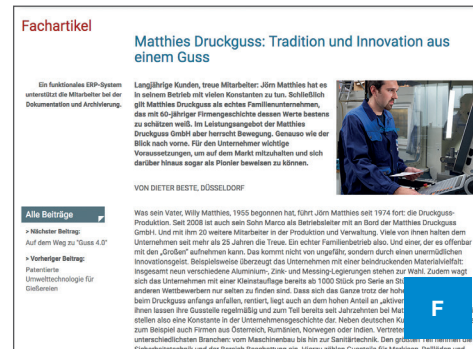 Fachartikel
Matthies Druckguss: Tradition und Innovation aus
einem Guss
Ein funktionales ERP-System
unterstützt die Mitarbeiter bei der
Dokumentation und Archivierung.
Langjährige Kunden, treue Mitarbeiter: Jörn Matthies hat es
in seinem Betrieb mit vielen Konstanten zu tun. Schließlich
gilt Matthies Druckguss als echtes Familienunternehmen,
das mit 60-jähriger Firmengeschichte dessen Werte bestens
zu schätzen weiß. Im Leistungsangebot der Matthies
Druckguss GmbH aber herrscht Bewegung. Genauso wie der
Blick nach vorne. Für den Unternehmer wichtige
Voraussetzungen, um auf dem Markt mitzuhalten und sich
darüber hinaus sogar als Pionier beweisen zu können.
VON DIETER BESTE, DÜSSELDORF
Alle Beiträge
> Nächster Beitrag:
Auf dem Weg zu "Guss 4.0"
> Vorheriger Beitrag:
Patentierte
Umwelttechnologie für
Gießereien
Was sein Vater, Willy Matthies, 1955 begonnen hat, führt Jörn Matthies seit 1974 fort: die Druckguss-
Produktion. Seit 2008 ist auch sein Sohn Marco als Betriebsleiter mit an Bord der Matthies Druckguss
GmbH. Und mit ihm 20 weitere Mitarbeiter in der Produktion und Verwaltung. Viele von ihnen halten dem
Unternehmen seit mehr als 25 Jahren die Treue. Ein echter Familienbetrieb also. Und einer, der es offenbar
mit den „Großen" aufnehmen kann. Das kommt nicht von ungefähr, sondern durch einen unermüdlichen
Innovationsgeist. Beispielsweise überzeugt das Unternehmen mit einer beindruckenden Materialvielfalt:
Insgesamt neun verschiedene Aluminium-, Zink- und Messing-Legierungen stehen zur Wahl. Zudem wagt
sich das Unternehmen mit einer Kleinstauflage bereits ab 1000 Stück pro Serie an
anderen Wettbewerbern nur selten zu finden sind. Dass sich das Ganze trotz der
beim Druckguss anfangs anfallen, rentiert, liegt auch an dem hohen Anteil an
ihnen lassen ihre Gussteile regelmäßig und zum Teil bereits seit Jahrzehnten bei
stellen also eine Konstante in der Unternehmensgeschichte dar. Neben deutschen
zum Beispiel auch Firmen aus Österreich, Rumänien, Norwegen oder Indien.
unterschiedlichsten Branchen: vom Maschinenbau bis hin zur Sanitärtechnik. Den
F